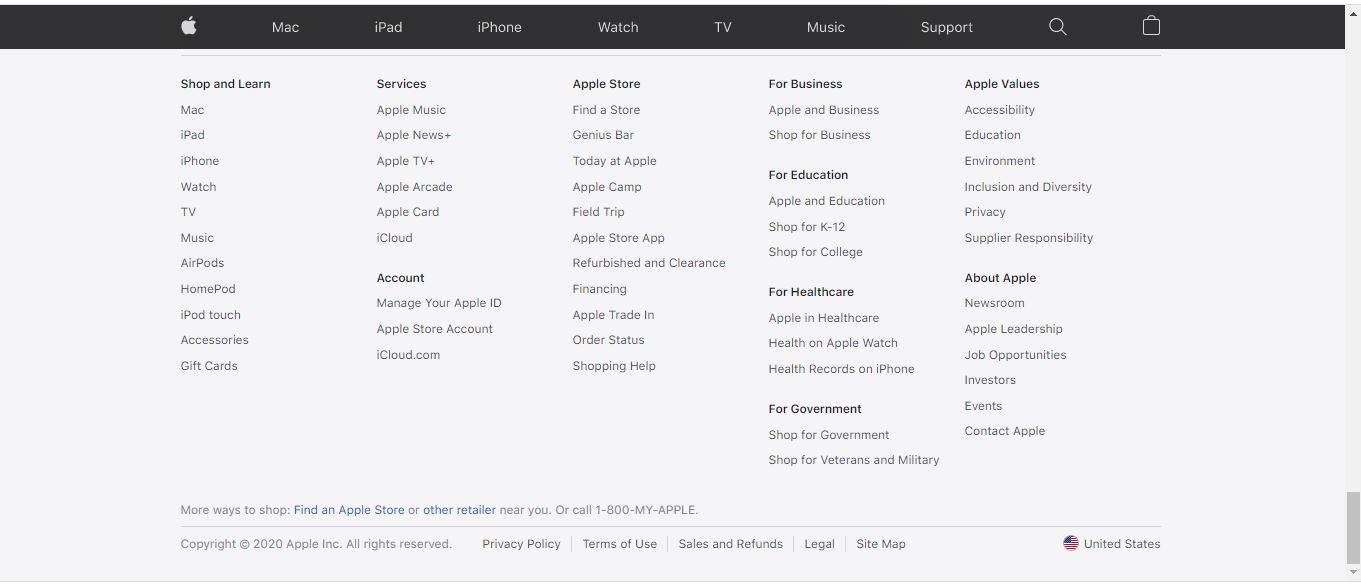 Mac iPad iPhone Watch TV Music Support
Shop and Learn
Mac
iPad
iPhone
Watch
TV
Music
AirPods
HomePod
iPod touch
Accessories
Gift Cards
Services
Apple Music
Apple News+
Apple TV+
Apple Arcade
Apple Card
iCloud
Account
Manage Your Apple ID
Apple Store Account
iCloud.com
Apple Store
Find a Store
Genius Bar
Today at Apple
Apple Camp
Field Trip
Apple Store App
Refurbished and Clearance
Financing
Apple Trade In
Order Status
Shopping Help
For Business
Apple and Business
Shop for Business
For Education
Apple and Education
Shop for K-12
Shop for College
For Healthcare
Apple in Healthcare
Health on Apple Watch
Health Records on iPhone
For Government
Shop for Government
Shop for Veterans and Military
Apple Values
Accessibility
Education
Environment
Inclusion and Diversity
Privacy
Supplier Responsibility
About Apple
Newsroom
Apple Leadership
Job Opportunities
Investors
Events
Contact Apple
More ways to shop: Find an Apple Store or other retailer near you. Or call 1-800-MY-APPLE.
Copyright © 2020 Apple Inc. All rights reserved. Privacy Policy Terms of Use Sales and Refunds Legal Site Map United States